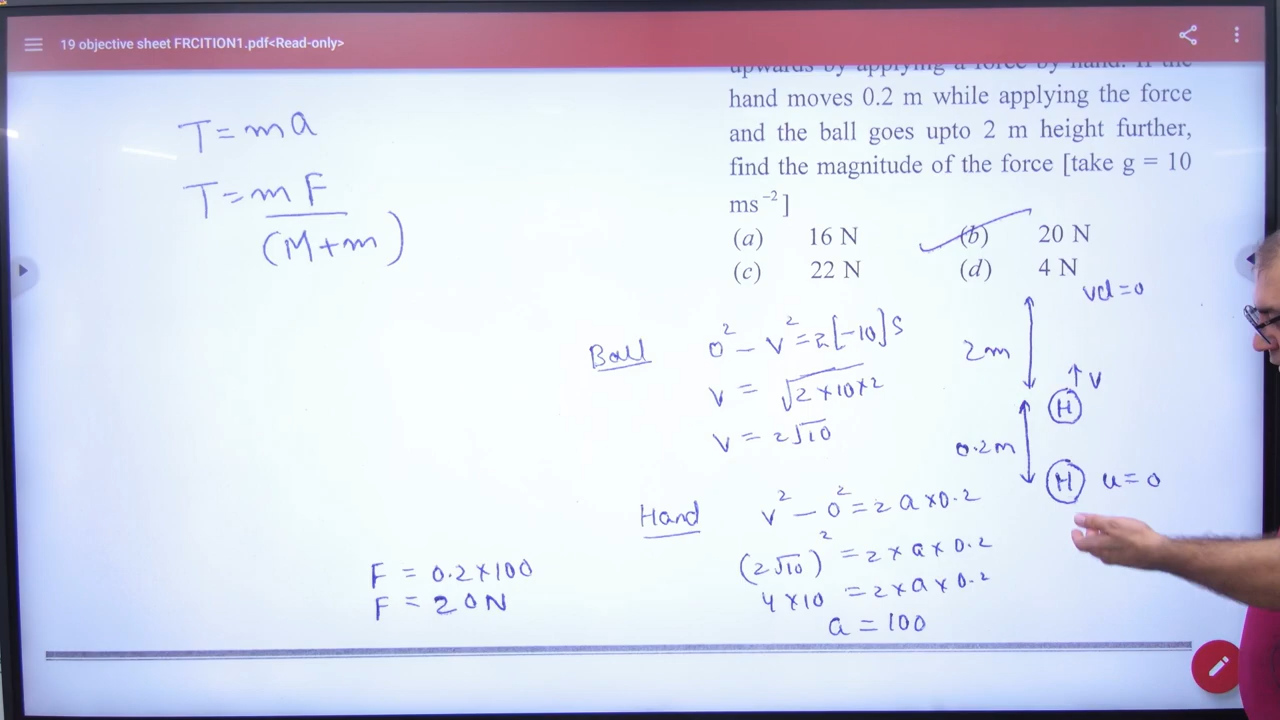 19 objective sheet FRCITION1.pdf<Read-only>
T = ma
T = mF
(M+m)
upwards by applying a force by hand. If the
hand moves 0.2 m while applying the force
and the ball goes upto 2 m height further,
find the magnitude of the force [take g = 10
ms⁻²]
(a) 16 N (b) 20 N
(c) 22 N (d) 4 N
Ball 0² - v² = 2[-10]S
v = √2×10×2
v = 2√10
vd = 0
2m
↑ v
H
0.2m
H u = 0
Hand v² - 0² = 2a×0.2
(2√10)² = 2×a×0.2
4×10 = 2×a×0.2
a = 100
F = 0.2×100
F = 20N